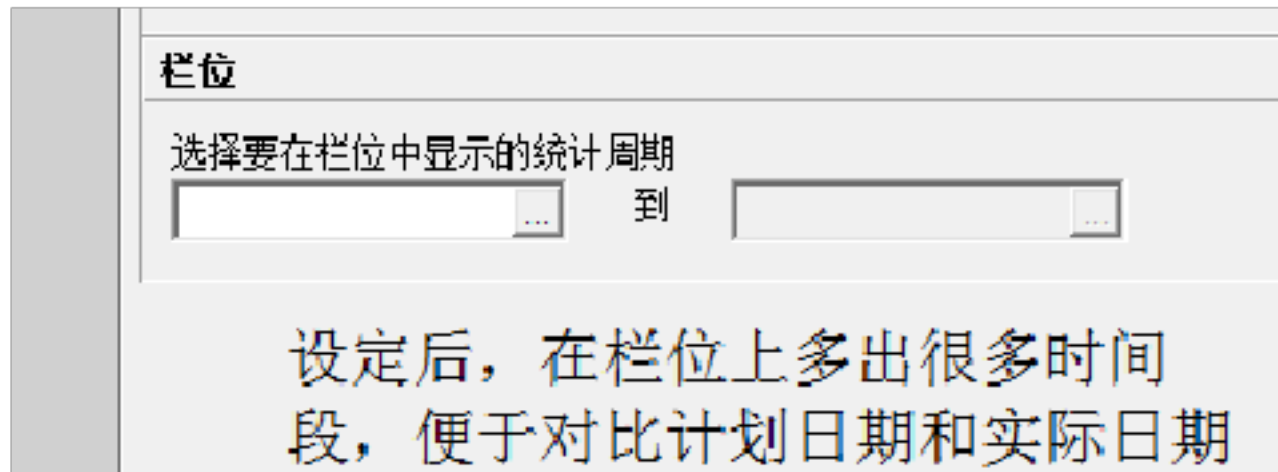 栏位
选择要在栏位中显示的统计周期
... 到 ...
设定后，在栏位上多出很多时间
段，便于对比计划日期和实际日期